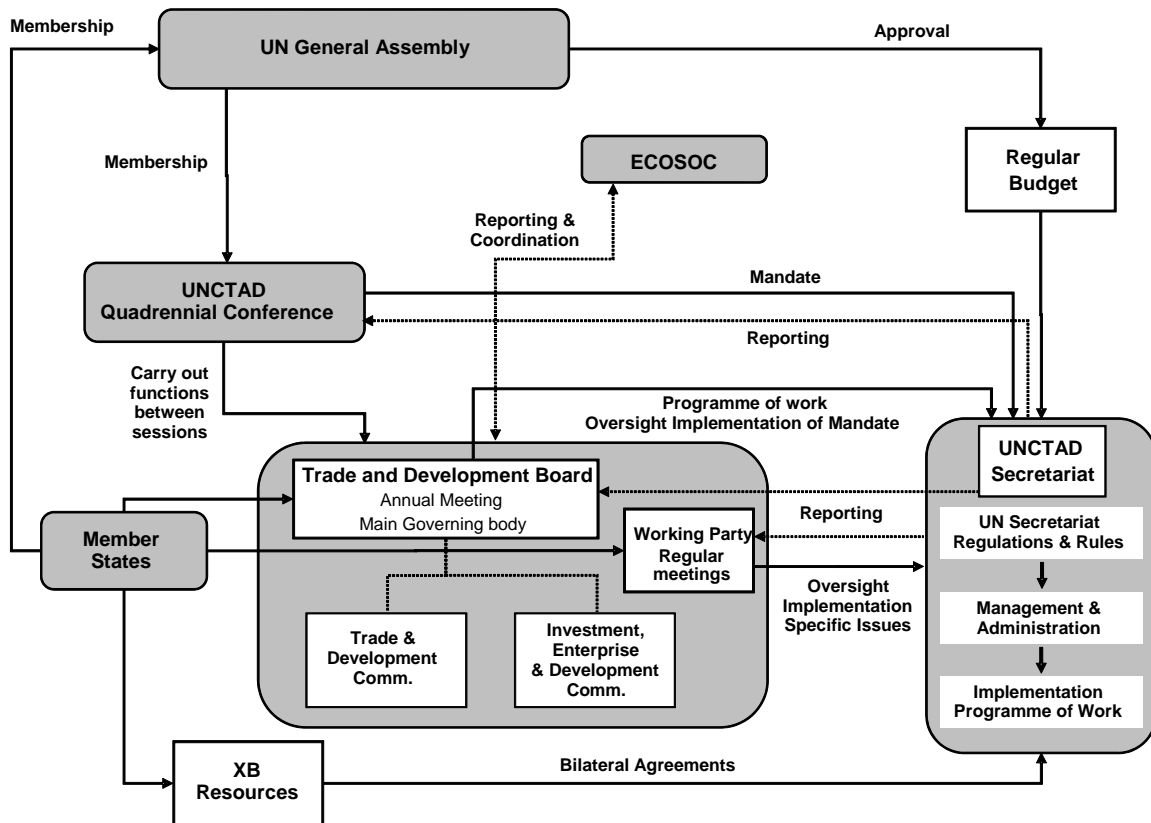 Membership
UN General Assembly
Approval
Membership
ECOSOC
Regular
Budget
Reporting &
Coordination
UNCTAD
Quadrennial Conference
Mandate
Reporting
Carry out
functions
between
sessions
Programme of work
Oversight Implementation of Mandate
UNCTAD
Secretariat
Trade and Development Board
Annual Meeting
Main Governing body
Reporting
Member
States
Working Party
Regular
meetings
UN Secretariat
Regulations & Rules
Oversight
Implementation
Specific Issues
Management &
Administration
Trade &
Development
Comm.
Investment,
Enterprise
& Development
Comm.
Implementation
Programme of Work
XB
Resources
Bilateral Agreements